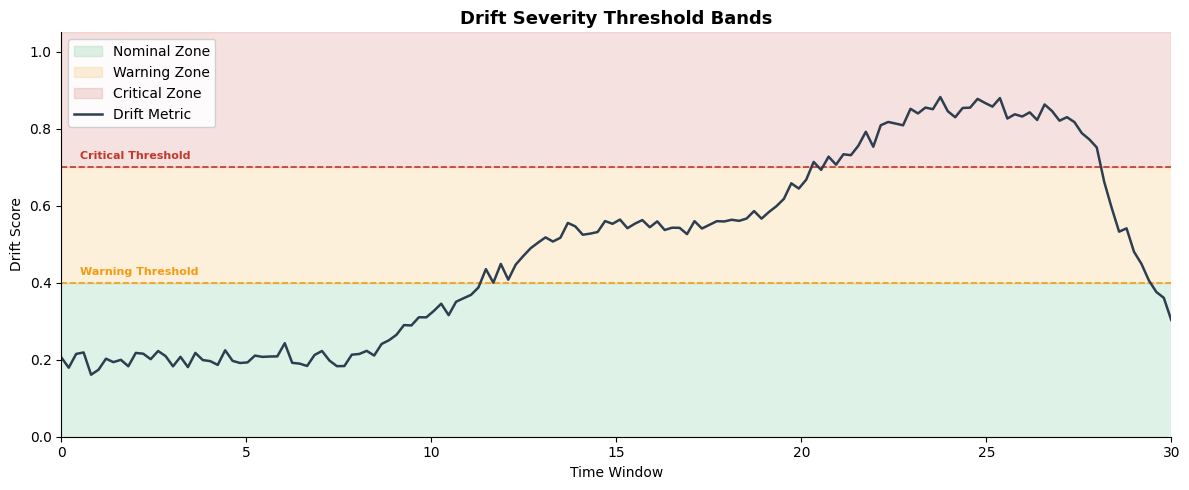 Drift Severity Threshold Bands
1.0
0.8
0.6
0.4
0.2
0.0
Drift Score
Nominal Zone
Warning Zone
Critical Zone
Drift Metric
Critical Threshold
Warning Threshold
0 5 10 15 20 25 30
Time Window